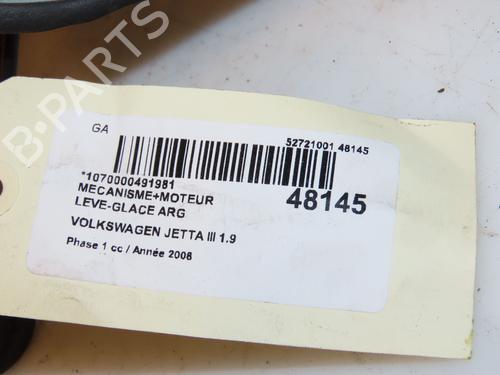 B-PARTS
GA
52721001 48145
*1070000491981
MECANISME+MOTEUR
LEVE-GLACE ARG
48145
VOLKSWAGEN JETTA III 1.9
Phase 1 cc / Année 2008